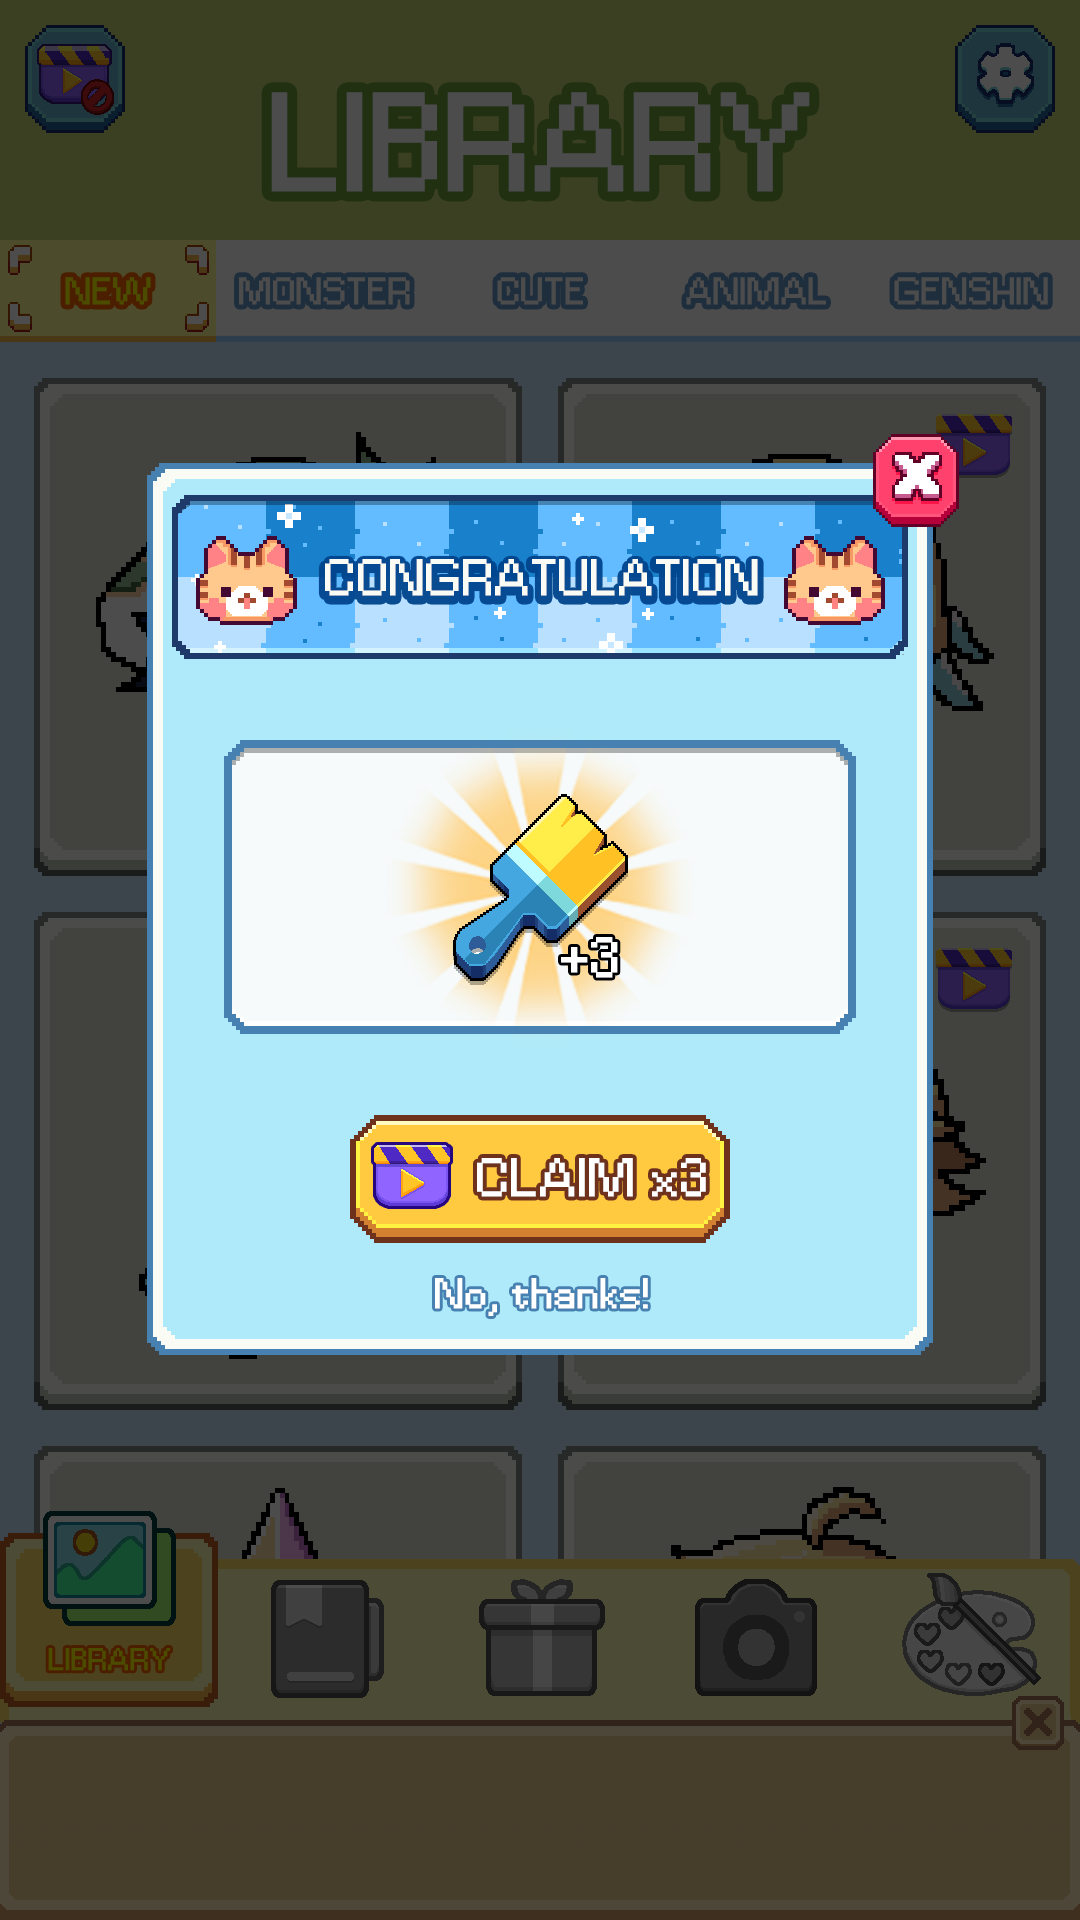 LIBRARY
NEW MONSTER CUTE ANIMAL GENSHIN
CONGRATULATION
+3
CLAIM x3
No, thanks!
LIBRARY